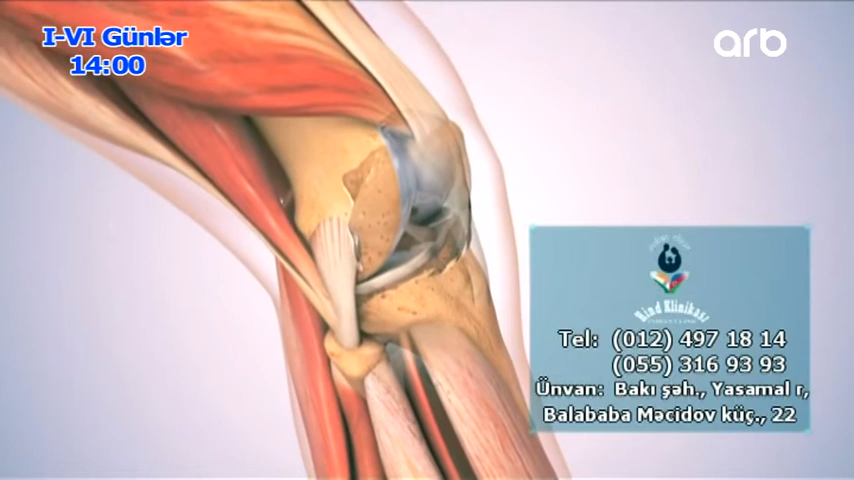 I-VI Günlər
14:00
arb
Hind Klinikası
Tel: (012) 497 18 14
(055) 316 93 93
Ünvan: Bakı şəh., Yasamal r,
Balababa Məcidov küç., 22